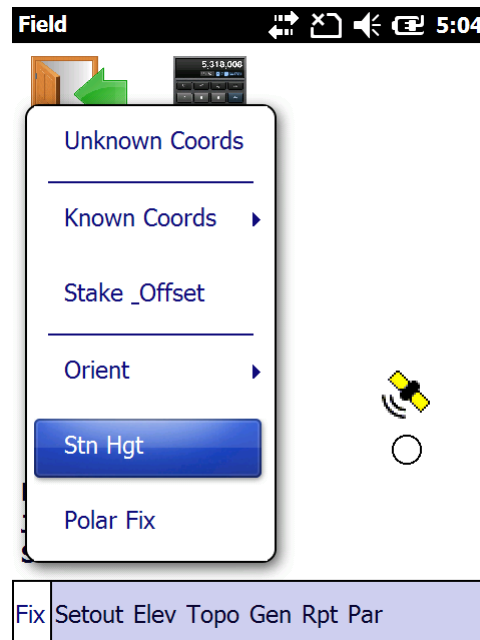 Field 5:04
5,318,008
Unknown Coords
Known Coords
Stake _Offset
Orient
Stn Hgt
Polar Fix
Fix Setout Elev Topo Gen Rpt Par